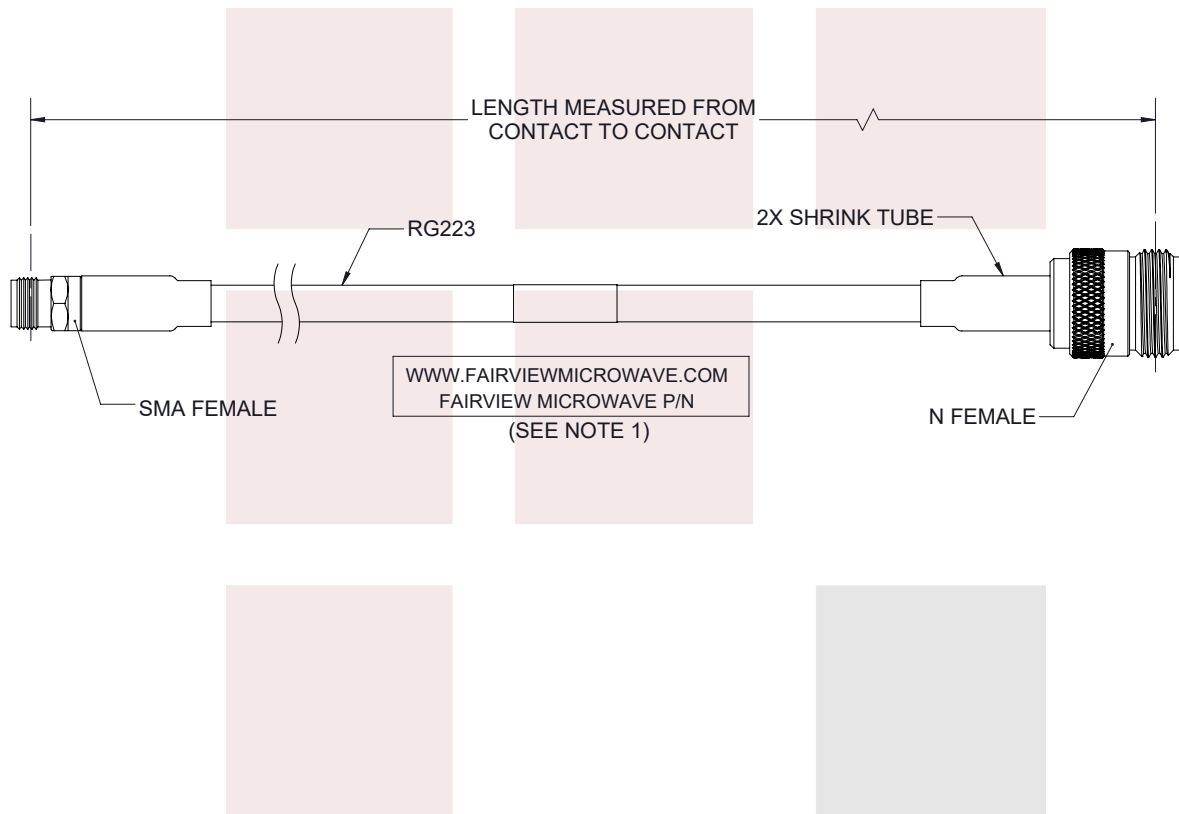 LENGTH MEASURED FROM
CONTACT TO CONTACT
RG223
2X SHRINK TUBE
WWW.FAIRVIEWMICROWAVE.COM
FAIRVIEW MICROWAVE P/N
(SEE NOTE 1)
SMA FEMALE
N FEMALE